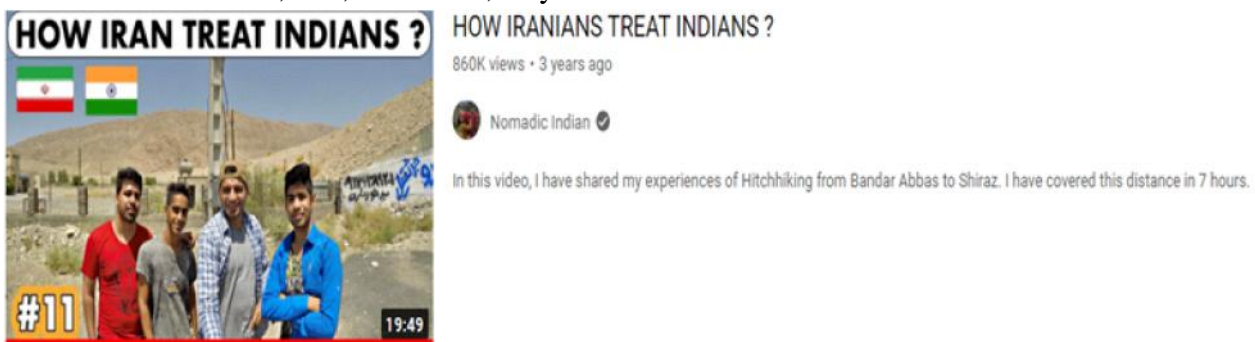 HOW IRAN TREAT INDIANS ?
#11
19:49
HOW IRANIANS TREAT INDIANS ?
860K views • 3 years ago
Nomadic Indian
In this video, I have shared my experiences of Hitchhiking from Bandar Abbas to Shiraz. I have covered this distance in 7 hours.